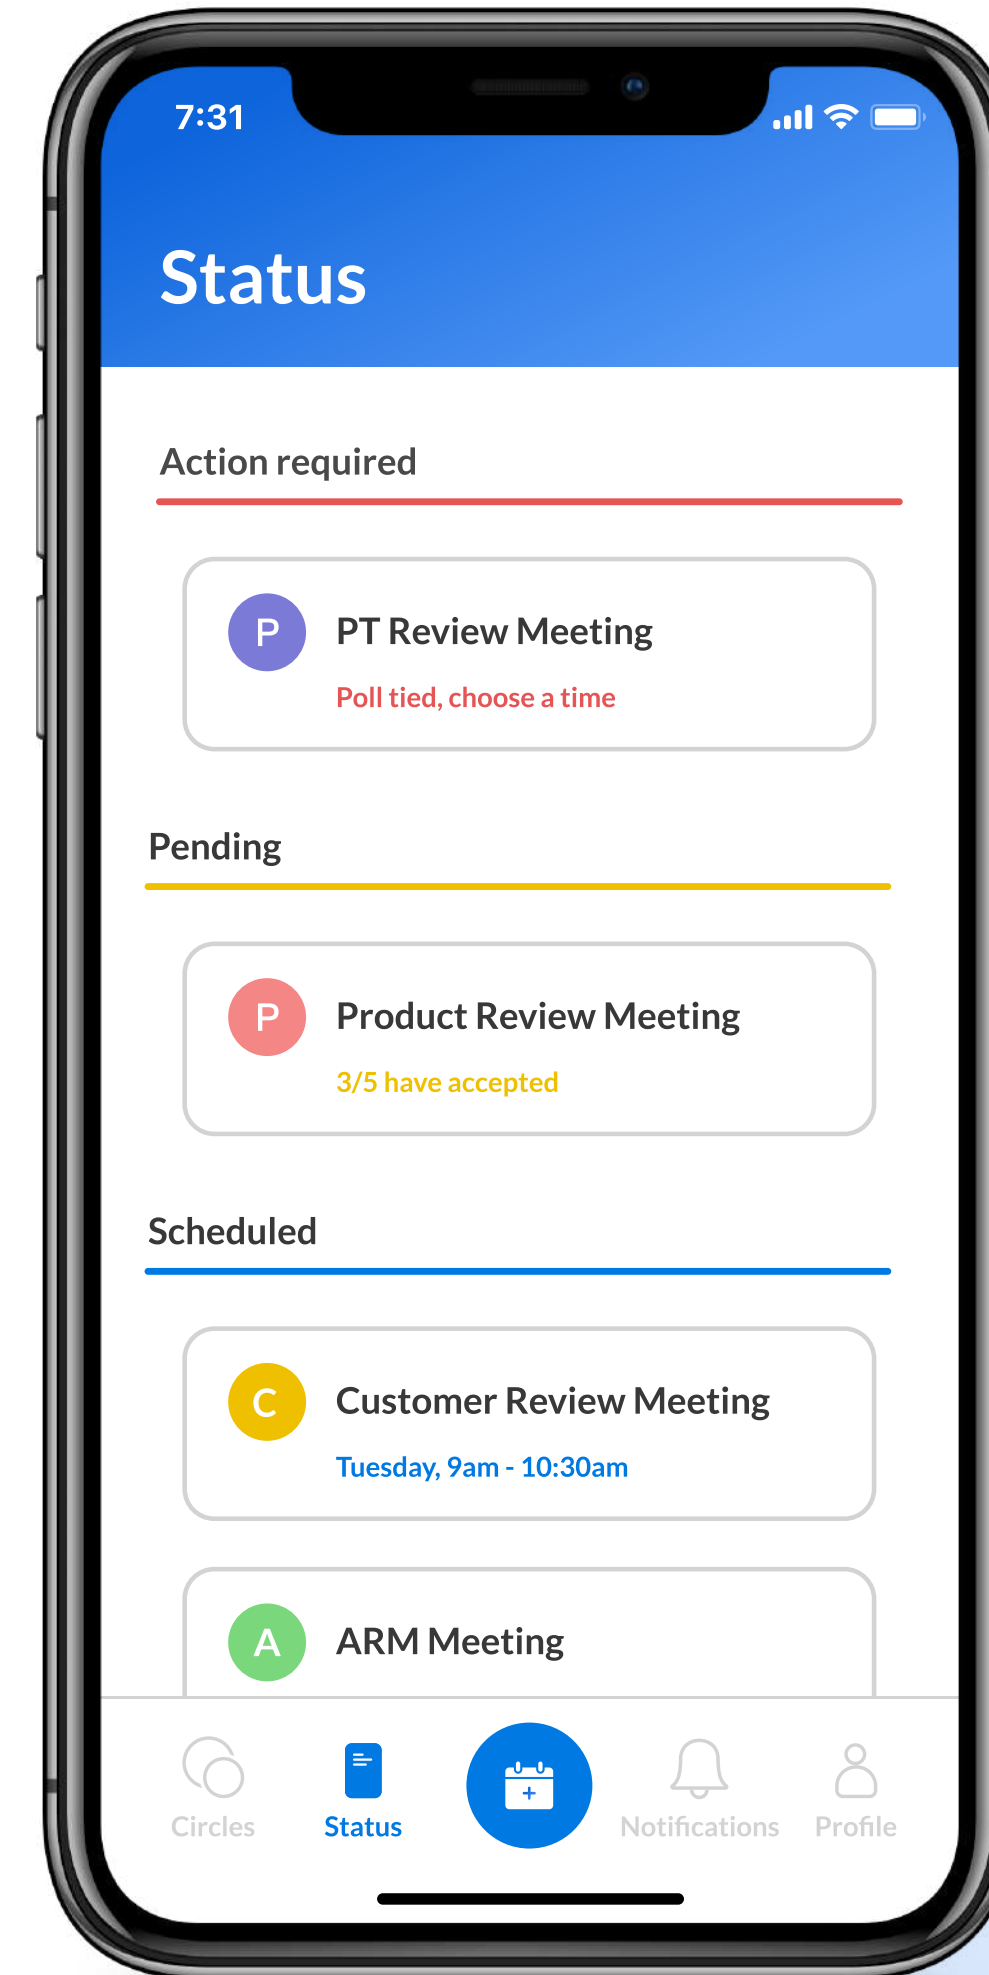 7:31
Status
Action required
P
PT Review Meeting
Poll tied, choose a time
Pending
P
Product Review Meeting
3/5 have accepted
Scheduled
C
Customer Review Meeting
Tuesday, 9am - 10:30am
A
ARM Meeting
Circles
Status
Notifications
Profile